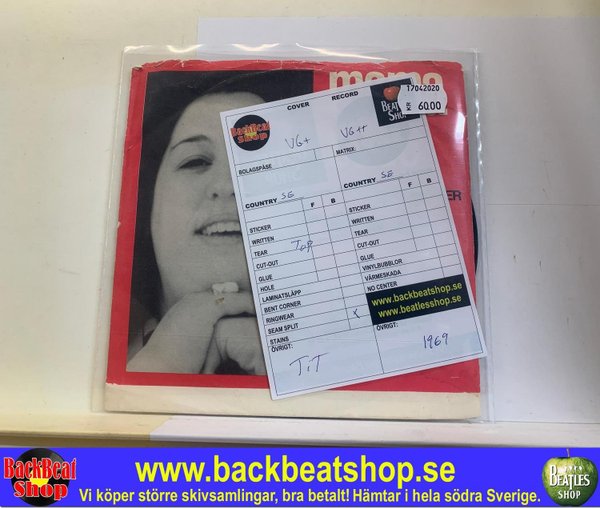 mama
17042020
KR 60.00
BACKBEAT SHOP
COVER
RECORD
BEATLES SHOP
VG+
VG++
BOLAGSPÅSE
MATRIX:
COUNTRY SE
COUNTRY SE
F B
F B
STICKER
WRITTEN
TEAR Top
CUT-OUT
GLUE
HOLE
LAMINATSLÄPP
BENT CORNER
RINGWEAR
SEAM SPLIT x
STAINS
ÖVRIGT:
TiT
STICKER
WRITTEN
TEAR
CUT-OUT
GLUE
VINYLBUBBLOR
VÄRMESKADA
NO CENTER
www.backbeatshop.se
www.beatlesshop.se
ÖVRIGT:
1969
ER
BackBeat Shop
www.backbeatshop.se
Vi köper större skivsamlingar, bra betalt! Hämtar i hela södra Sverige.
THE BEATLES SHOP